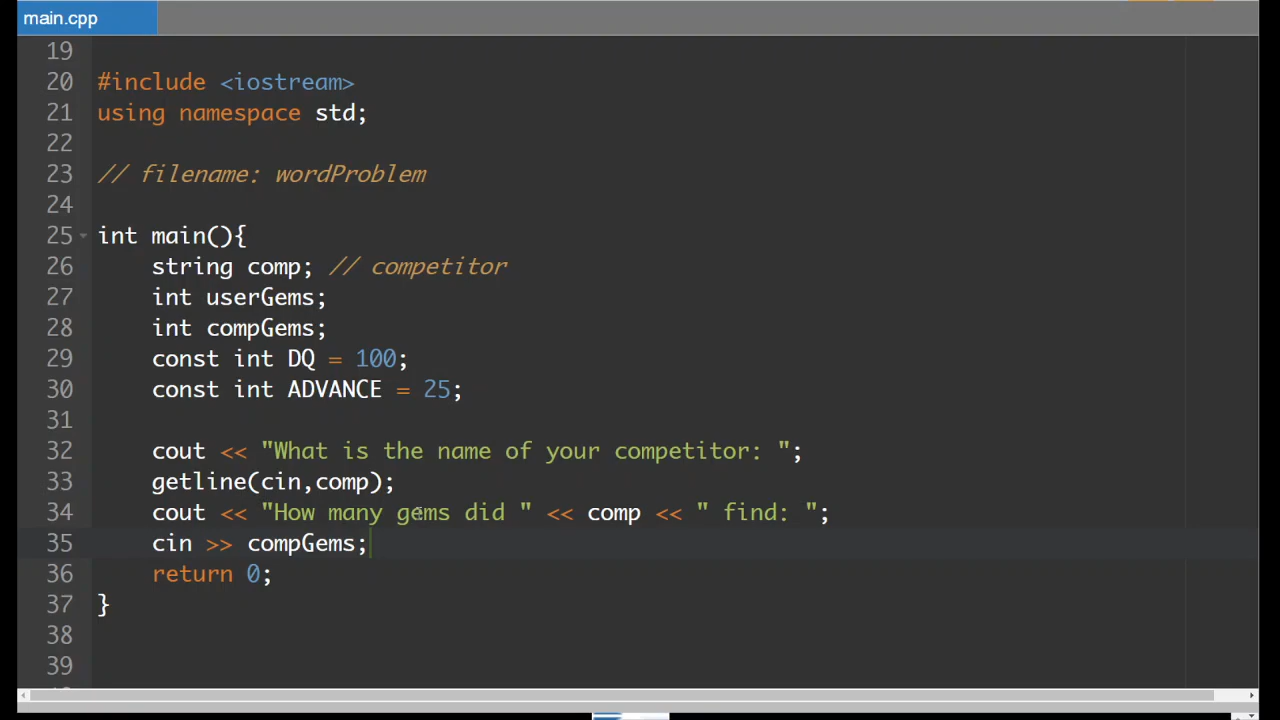 main.cpp
19
20 #include <iostream>
21 using namespace std;
22
23 // filename: wordProblem
24
25 int main(){
26     string comp; // competitor
27     int userGems;
28     int compGems;
29     const int DQ = 100;
30     const int ADVANCE = 25;
31
32     cout << "What is the name of your competitor: ";
33     getline(cin,comp);
34     cout << "How many gems did " << comp << " find: ";
35     cin >> compGems;
36     return 0;
37 }
38
39